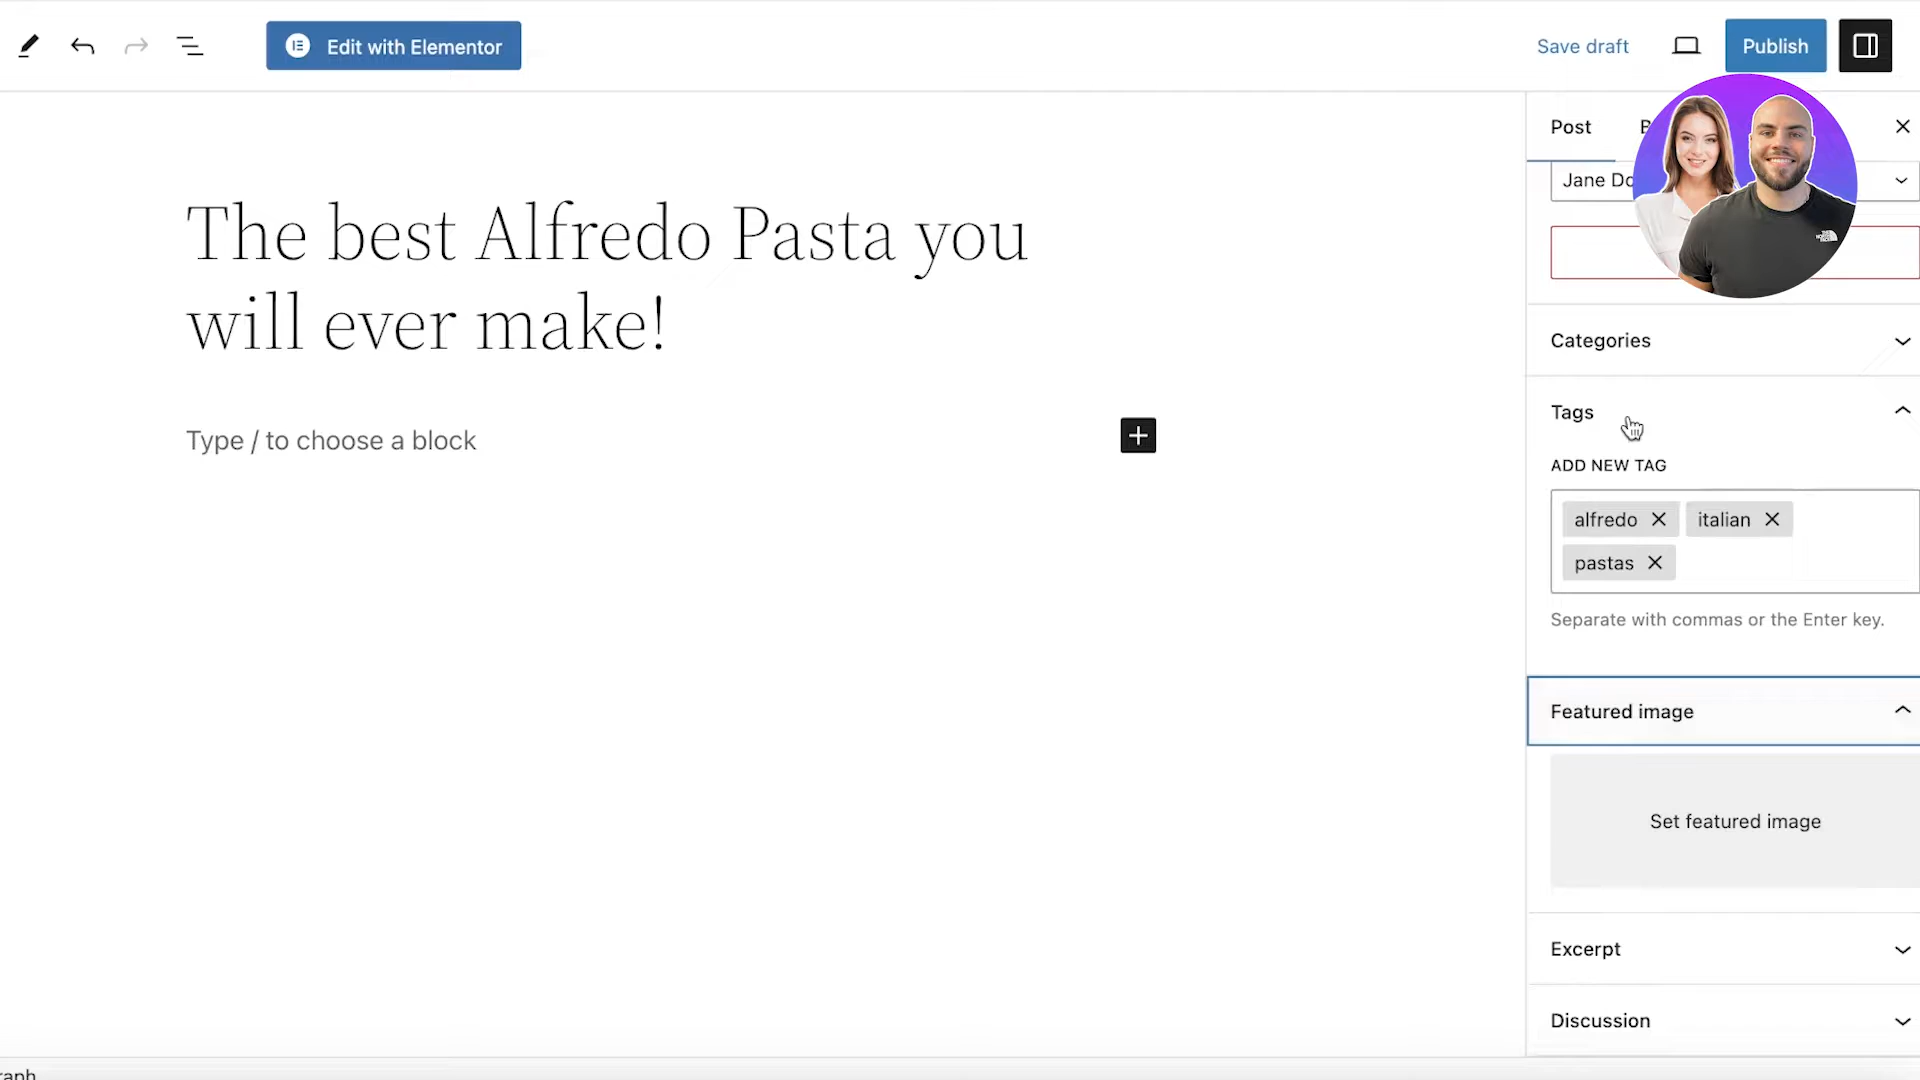 Edit with Elementor
Save draft
Publish
Post
Jane
The best Alfredo Pasta you
will ever make!
Type / to choose a block
Categories
Tags
ADD NEW TAG
alfredo
italian
pastas
Separate with commas or the Enter key.
Featured image
Set featured image
Excerpt
Discussion